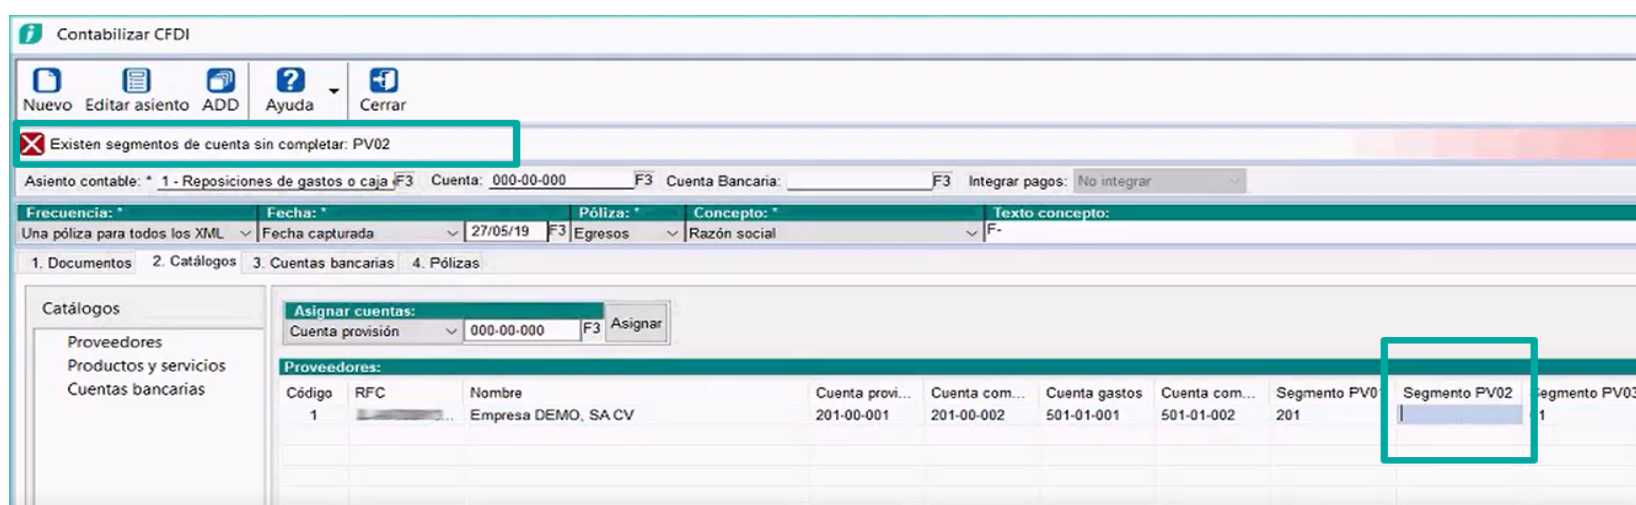 Contabilizar CFDI
Nuevo Editar asiento ADD Ayuda Cerrar
Existen segmentos de cuenta sin completar: PV02
Asiento contable: * 1 - Reposiciones de gastos o caja F3 Cuenta: 000-00-000 F3 Cuenta Bancaria: F3 Integrar pagos: No integrar
Frecuencia: * Fecha: * Póliza: * Concepto: * Texto concepto:
Una póliza para todos los XML Fecha capturada 27/05/19 F3 Egresos Razón social F-
1. Documentos 2. Catálogos 3. Cuentas bancarias 4. Pólizas
Catálogos
Proveedores
Productos y servicios
Cuentas bancarias
Asignar cuentas:
Cuenta provisión 000-00-000 F3 Asignar
Proveedores:
Código RFC Nombre Cuenta provi... Cuenta com... Cuenta gastos Cuenta com... Segmento PV01 Segmento PV02 Segmento PV03
1 ... Empresa DEMO, SA CV 201-00-001 201-00-002 501-01-001 501-01-002 201